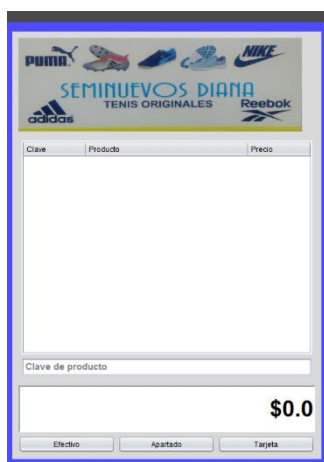 PUMA
NIKE
SEMINUEVOS DIANA
TENIS ORIGINALES
adidas
Reebok
Clave Producto Precio
Clave de producto
$0.0
Efectivo Apartado Tarjeta